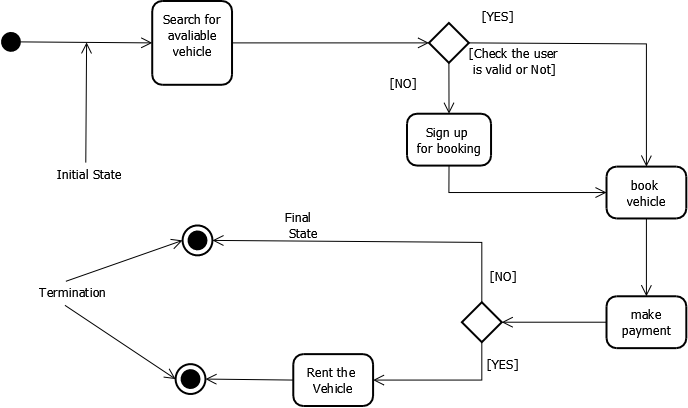 Search for
avaliable
vehicle
[YES]
[Check the user
is valid or Not]
[NO]
Sign up
for booking
Initial State
book
vehicle
Final
State
[NO]
Termination
make
payment
[YES]
Rent the
Vehicle